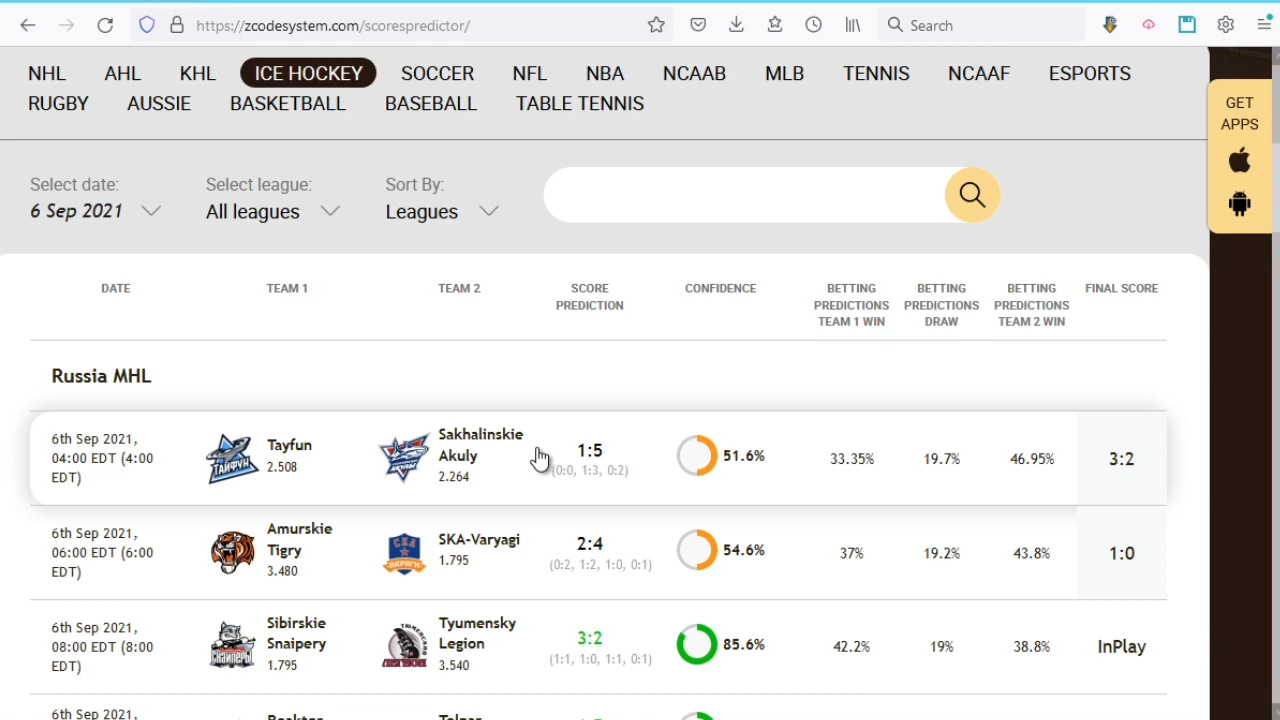 https://zcodesystem.com/scorespredictor/
Search
NHL AHL KHL ICE HOCKEY SOCCER NFL NBA NCAAB MLB TENNIS NCAAF ESPORTS
RUGBY AUSSIE BASKETBALL BASEBALL TABLE TENNIS
GET
APPS
Select date: Select league: Sort By:
6 Sep 2021 All leagues Leagues
DATE TEAM 1 TEAM 2 SCORE PREDICTION CONFIDENCE BETTING PREDICTIONS TEAM 1 WIN BETTING PREDICTIONS DRAW BETTING PREDICTIONS TEAM 2 WIN FINAL SCORE
Russia MHL
6th Sep 2021,
04:00 EDT (4:00
EDT)
ТАЙФУН
Tayfun
2.508
Sakhalinskie
Akuly
2.264
1:5
(0:0, 1:3, 0:2)
51.6%
33.35%
19.7%
46.95%
3:2
6th Sep 2021,
06:00 EDT (6:00
EDT)
Amurskie
Tigry
3.480
SKA-Varyagi
1.795
2:4
(0:2, 1:2, 1:0, 0:1)
54.6%
37%
19.2%
43.8%
1:0
6th Sep 2021,
08:00 EDT (8:00
EDT)
Sibirskie
Snaipery
1.795
Tyumensky
Legion
3.540
3:2
(1:1, 1:0, 1:1, 0:1)
85.6%
42.2%
19%
38.8%
InPlay
6th Sep 2021,